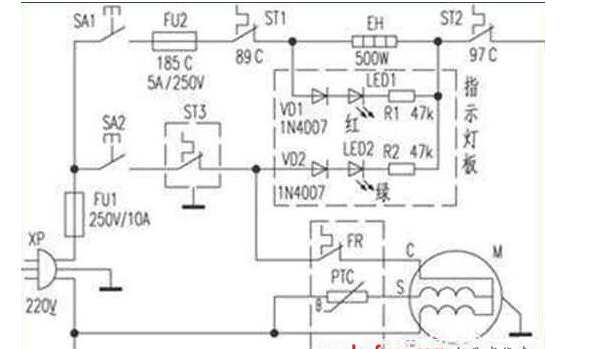 SA1
FU2
185 C
5A/250V
ST1
89 C
EH
500W
ST2
97 C
SA2
ST3
VD1
1N4007
LED1
红
R1 47k
指示灯板
VD2
1N4007
LED2
绿
R2 47k
FU1
250V/10A
XP
220V
FR
PTC
θ
C
S
M